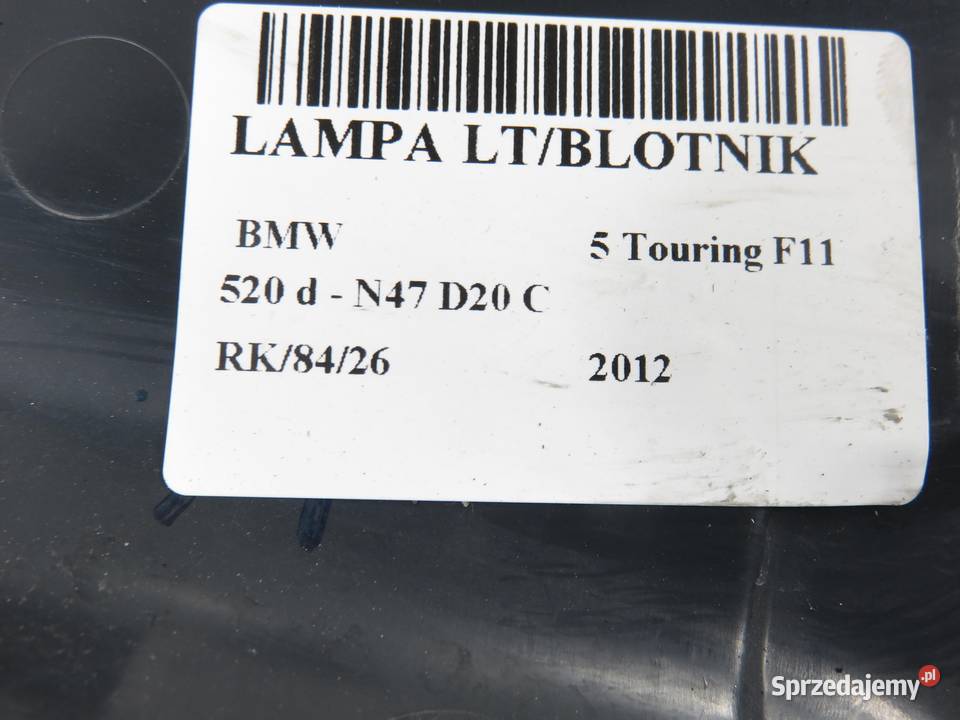 LAMPA LT/BLOTNIK
BMW 5 Touring F11
520 d - N47 D20 C
RK/84/26 2012
Sprzedajemy.pl